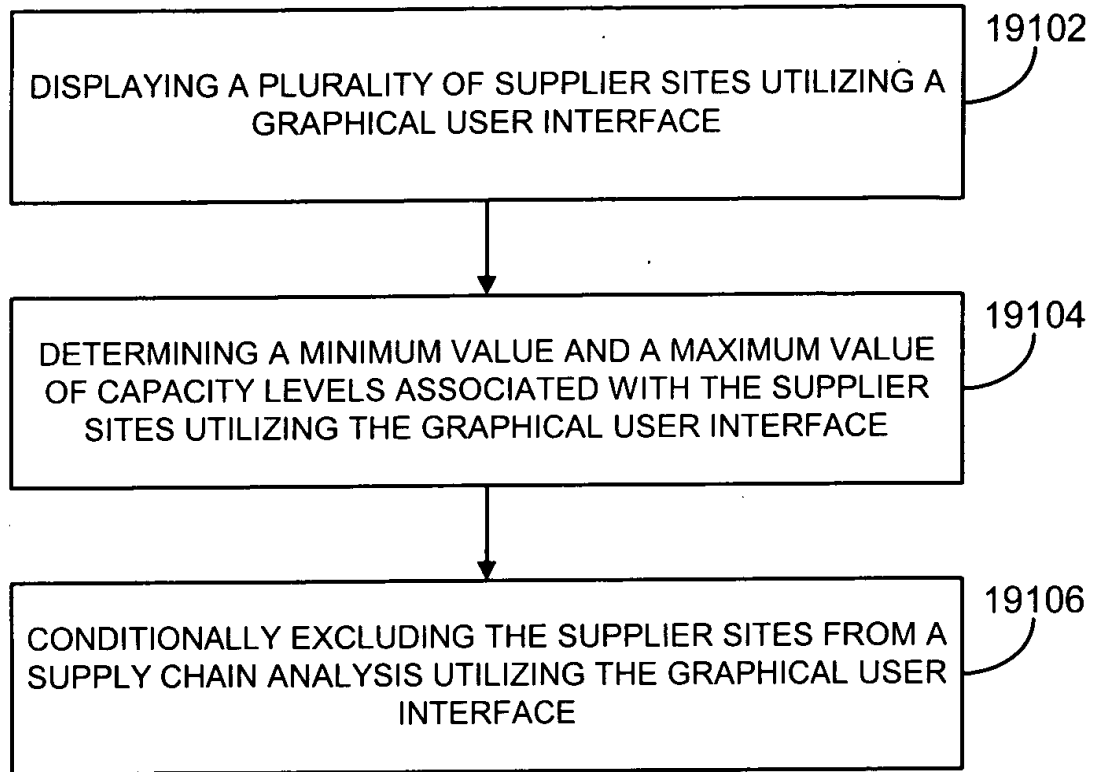 19102
DISPLAYING A PLURALITY OF SUPPLIER SITES UTILIZING A
GRAPHICAL USER INTERFACE
19104
DETERMINING A MINIMUM VALUE AND A MAXIMUM VALUE
OF CAPACITY LEVELS ASSOCIATED WITH THE SUPPLIER
SITES UTILIZING THE GRAPHICAL USER INTERFACE
19106
CONDITIONALLY EXCLUDING THE SUPPLIER SITES FROM A
SUPPLY CHAIN ANALYSIS UTILIZING THE GRAPHICAL USER
INTERFACE